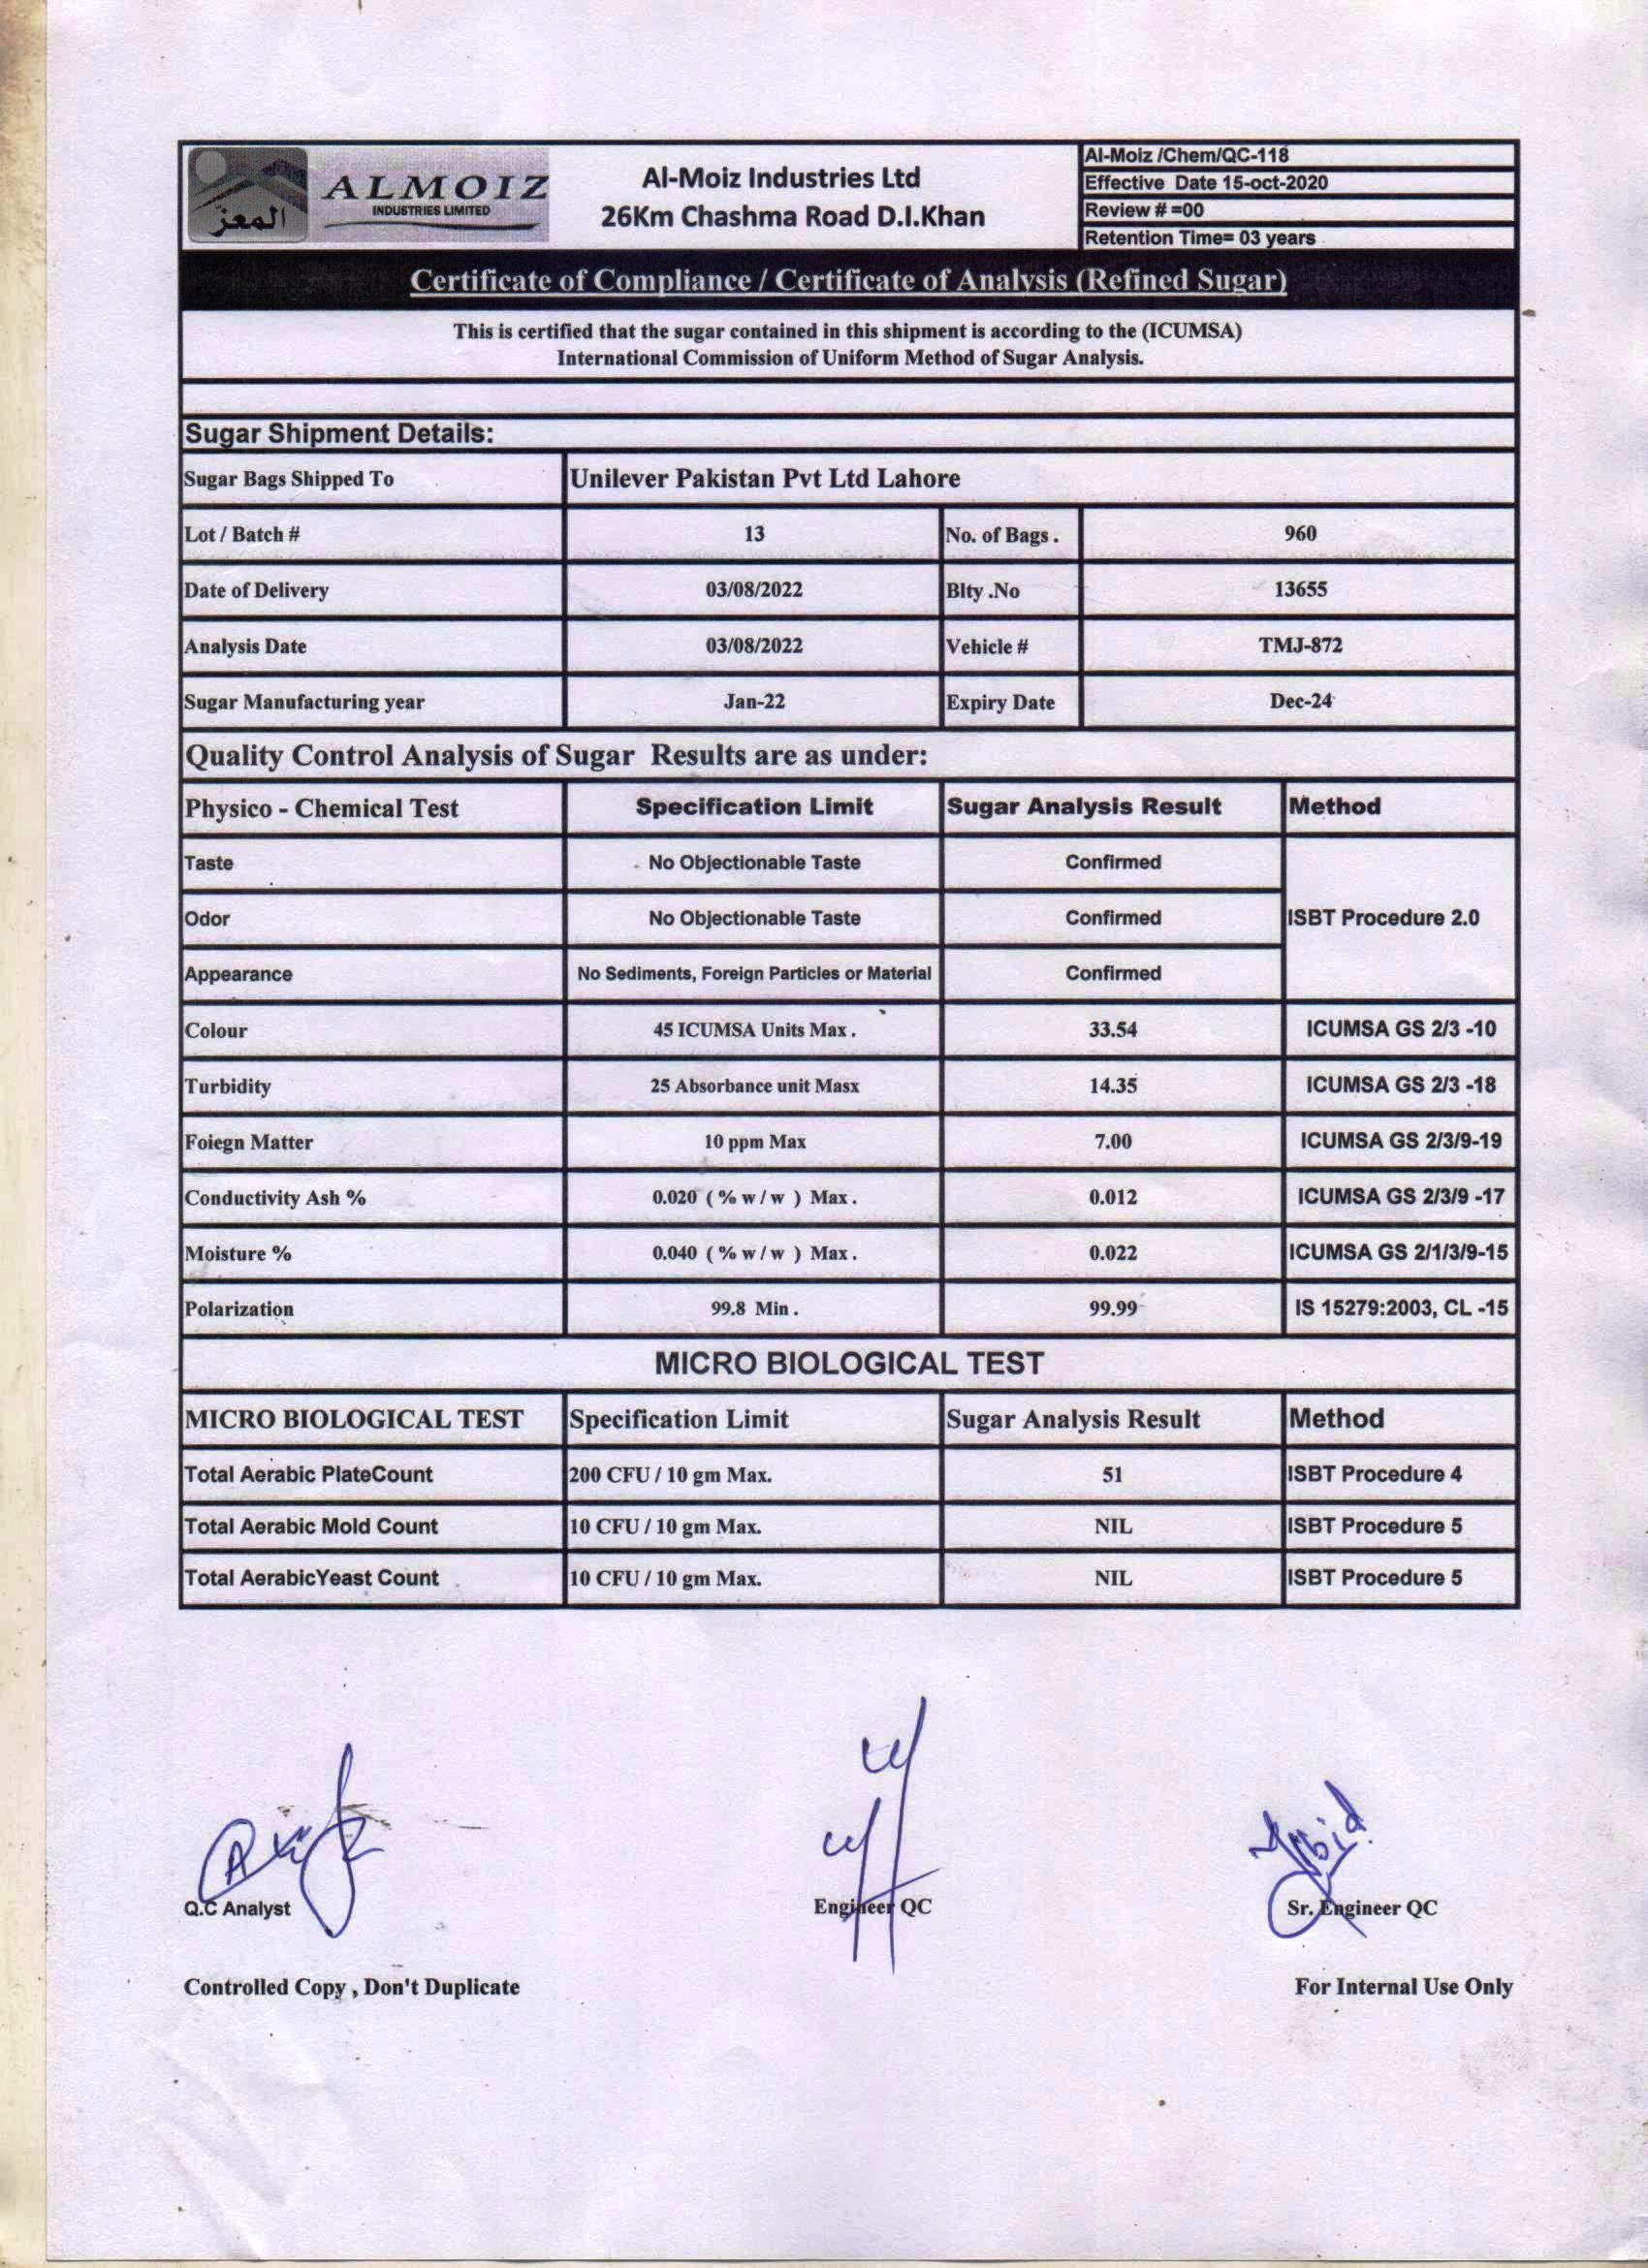 المعز
ALMOIZ
INDUSTRIES LIMITED
Al-Moiz Industries Ltd
26Km Chashma Road D.I.Khan
Al-Moiz /Chem/QC-118
Effective Date 15-oct-2020
Review # =00
Retention Time= 03 years
Certificate of Compliance / Certificate of Analysis (Refined Sugar)
This is certified that the sugar contained in this shipment is according to the (ICUMSA)
International Commission of Uniform Method of Sugar Analysis.
Sugar Shipment Details:
Sugar Bags Shipped To Unilever Pakistan Pvt Ltd Lahore
Lot / Batch # 13 No. of Bags . 960
Date of Delivery 03/08/2022 Blty .No 13655
Analysis Date 03/08/2022 Vehicle # TMJ-872
Sugar Manufacturing year Jan-22 Expiry Date Dec-24
Quality Control Analysis of Sugar Results are as under:
Physico - Chemical Test Specification Limit Sugar Analysis Result Method
Taste No Objectionable Taste Confirmed
Odor No Objectionable Taste Confirmed ISBT Procedure 2.0
Appearance No Sediments, Foreign Particles or Material Confirmed
Colour 45 ICUMSA Units Max . 33.54 ICUMSA GS 2/3 -10
Turbidity 25 Absorbance unit Masx 14.35 ICUMSA GS 2/3 -18
Foiegn Matter 10 ppm Max 7.00 ICUMSA GS 2/3/9-19
Conductivity Ash % 0.020 ( % w / w ) Max . 0.012 ICUMSA GS 2/3/9 -17
Moisture % 0.040 ( % w / w ) Max . 0.022 ICUMSA GS 2/1/3/9-15
Polarization 99.8 Min . 99.99 IS 15279:2003, CL -15
MICRO BIOLOGICAL TEST
MICRO BIOLOGICAL TEST Specification Limit Sugar Analysis Result Method
Total Aerabic PlateCount 200 CFU / 10 gm Max. 51 ISBT Procedure 4
Total Aerabic Mold Count 10 CFU / 10 gm Max. NIL ISBT Procedure 5
Total AerabicYeast Count 10 CFU / 10 gm Max. NIL ISBT Procedure 5
Q.C Analyst Engineer QC Sr. Engineer QC
Controlled Copy , Don't Duplicate For Internal Use Only